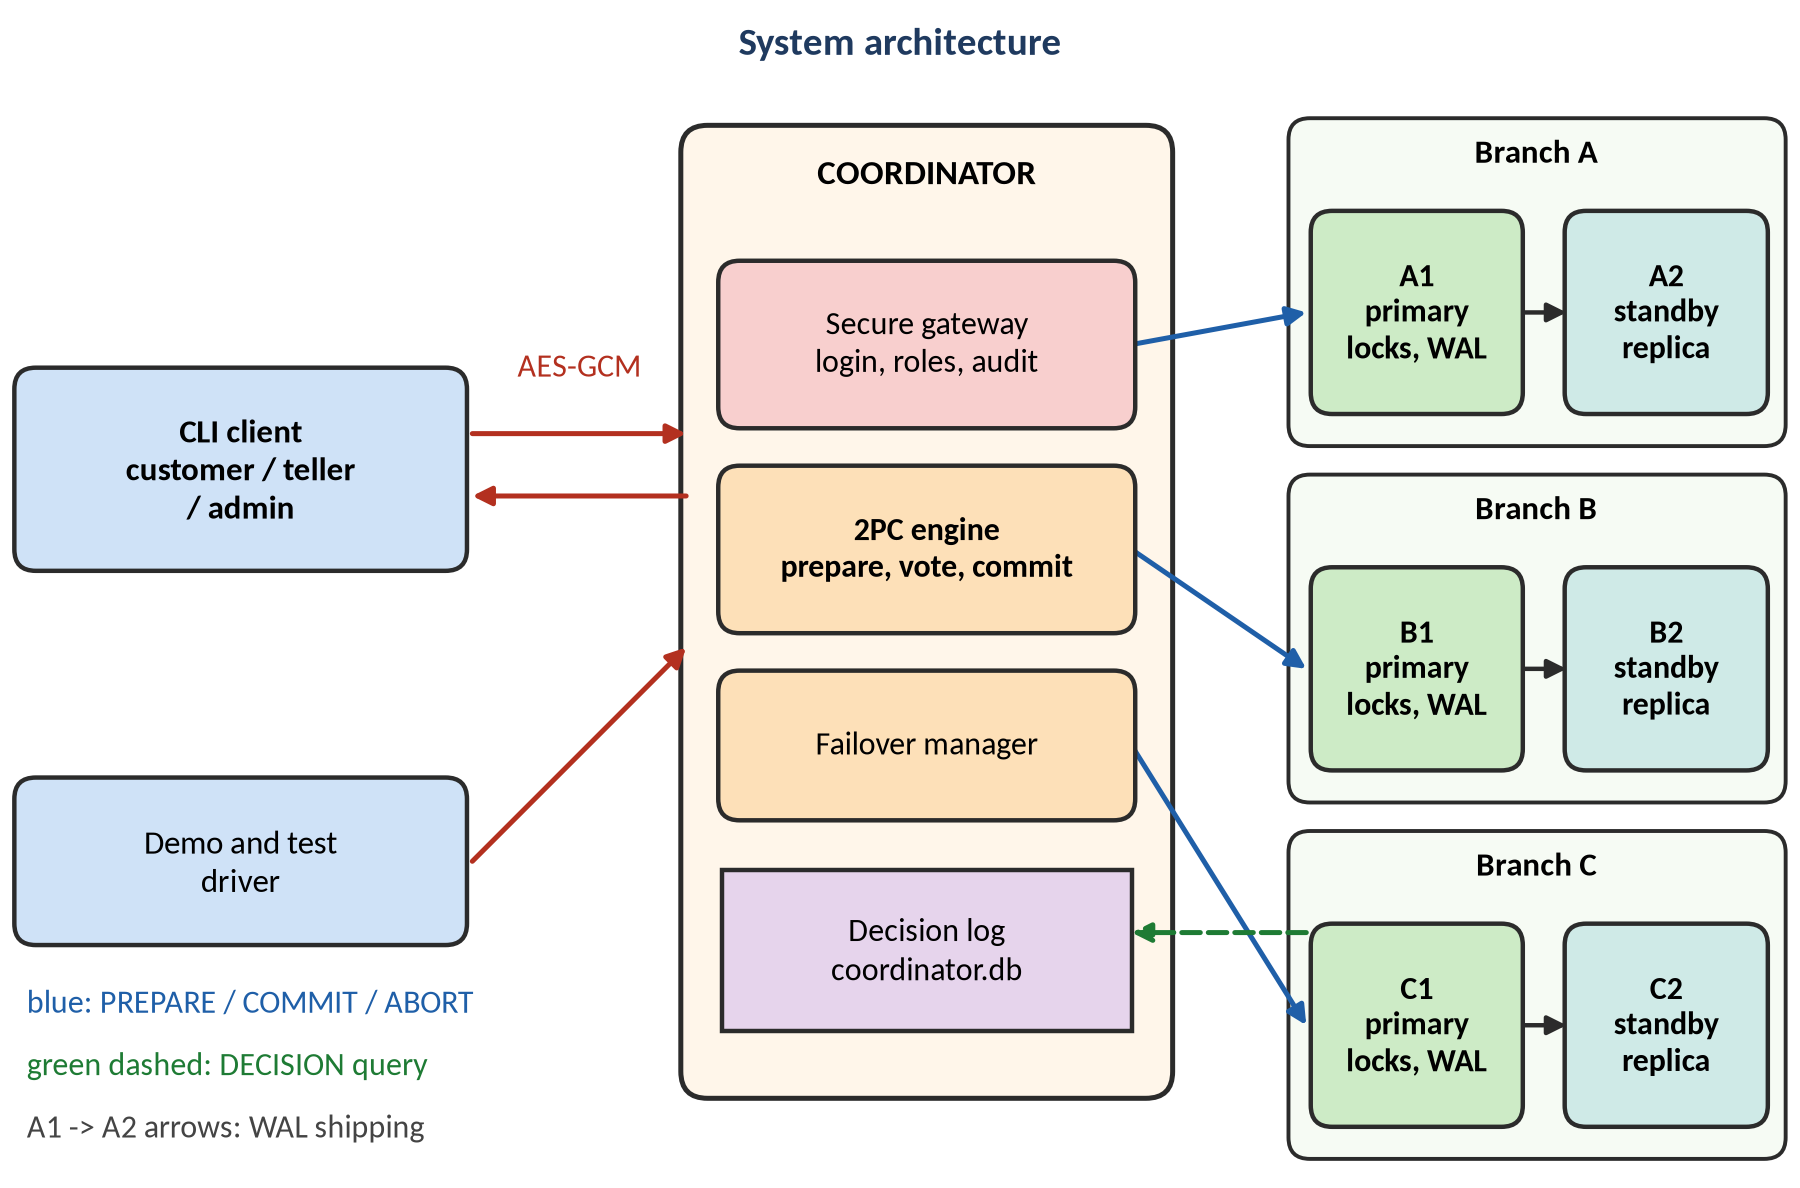 System architecture
COORDINATOR
Secure gateway
login, roles, audit
2PC engine
prepare, vote, commit
Failover manager
Decision log
coordinator.db
AES-GCM
CLI client
customer / teller
/ admin
Demo and test
driver
blue: PREPARE / COMMIT / ABORT
green dashed: DECISION query
A1 -> A2 arrows: WAL shipping
Branch A
A1
primary
locks, WAL
A2
standby
replica
Branch B
B1
primary
locks, WAL
B2
standby
replica
Branch C
C1
primary
locks, WAL
C2
standby
replica